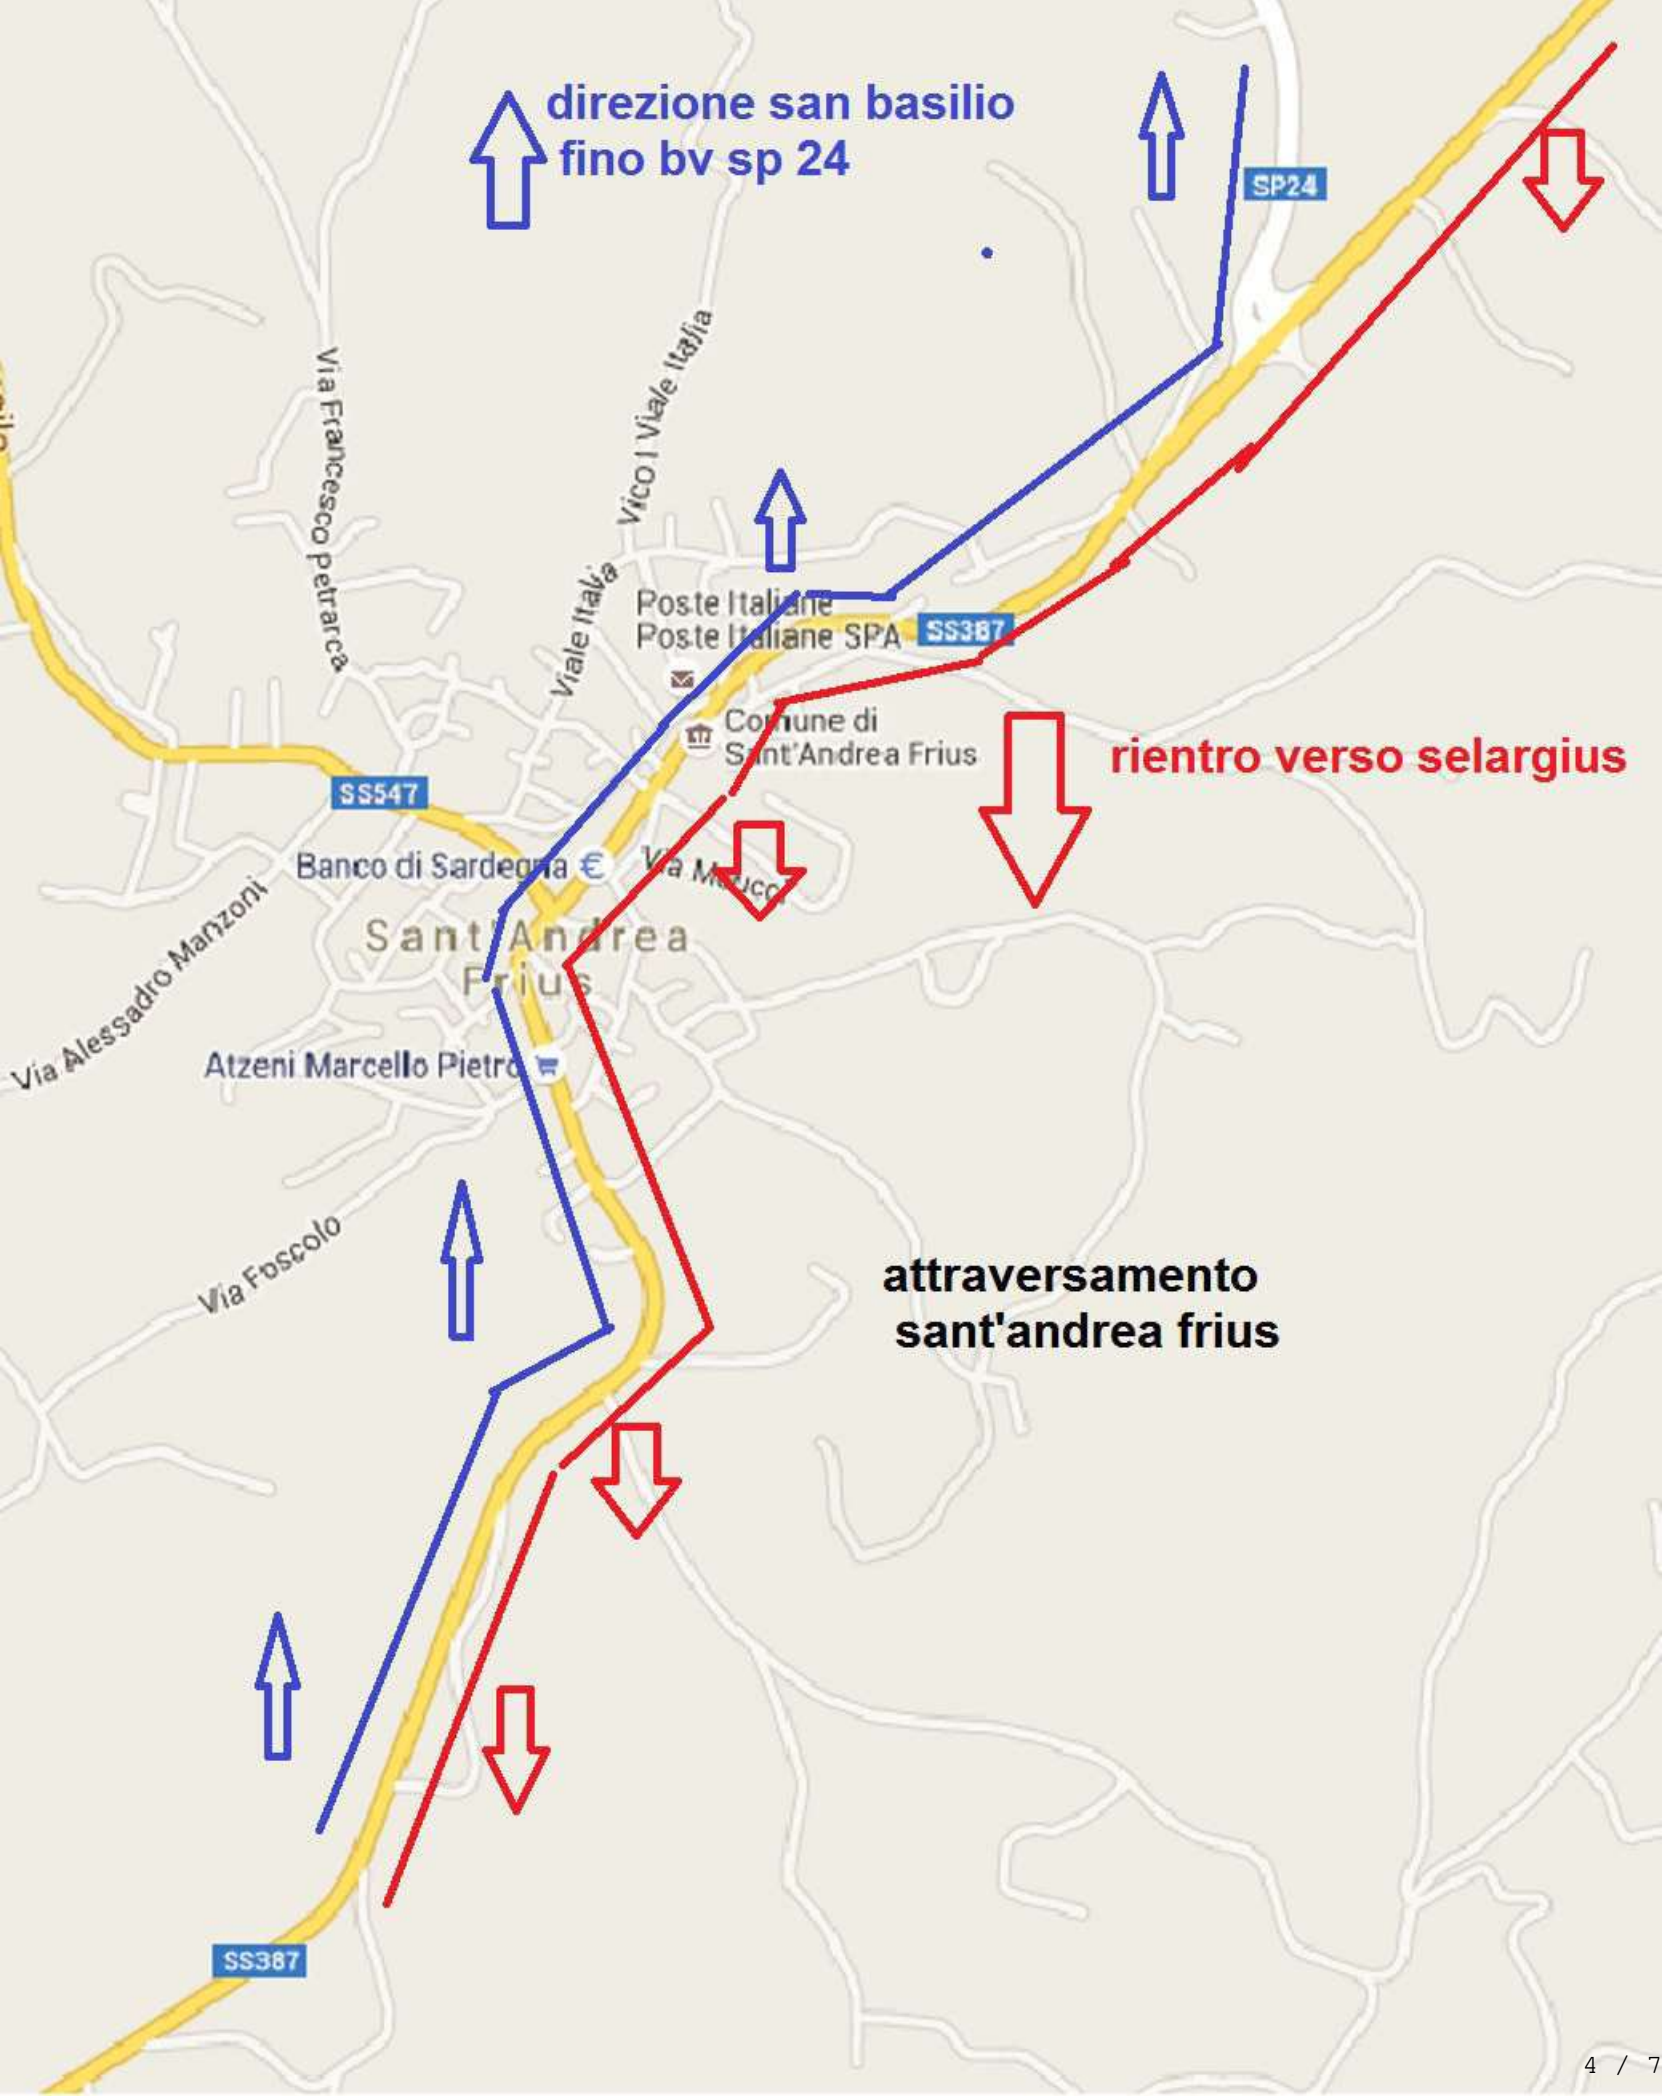 direzione san basilio
fino bv sp 24
SP24
Via Francesco petrarca
Vico I Viale Italia
Viale Italia
Poste Italiane
Poste Italiane SPA
SS387
Comune di
Sant'Andrea Frius
rientro verso selargius
SS547
Banco di Sardegna
Via Meucci
Sant'Andrea
Frius
Via Alessadro Manzoni
Atzeni Marcello Pietro
Via Foscolo
attraversamento
sant'andrea frius
SS387
4 / 7